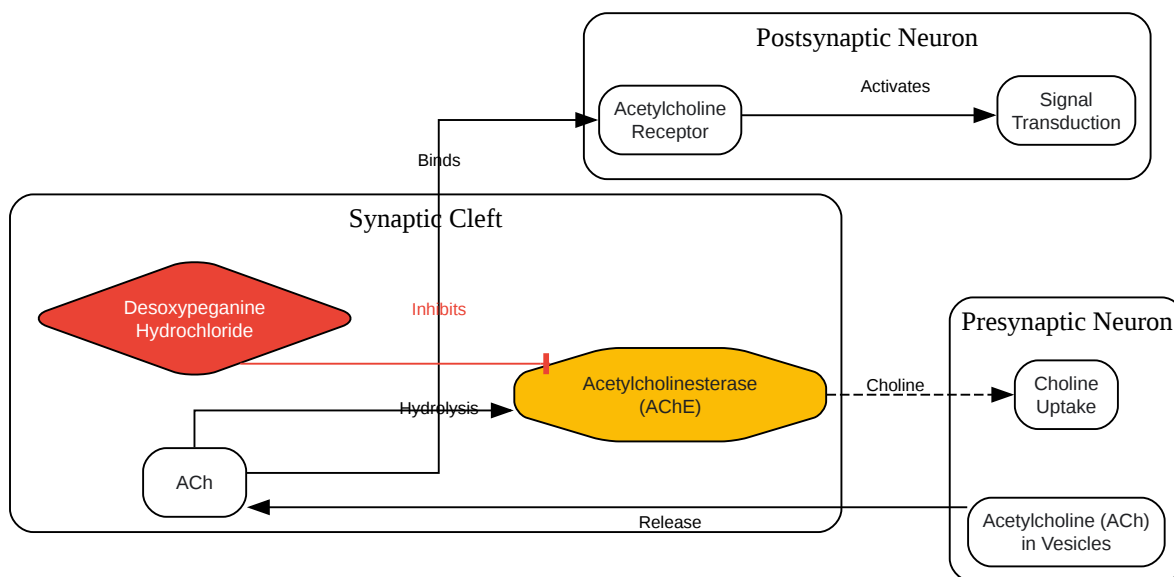 Postsynaptic Neuron
Acetylcholine
Receptor
Activates
Signal
Transduction
Binds
Synaptic Cleft
Desoxypeganine
Hydrochloride
Inhibits
Acetylcholinesterase
(AChE)
Hydrolysis
ACh
Choline
Release
Presynaptic Neuron
Choline
Uptake
Acetylcholine (ACh)
in Vesicles